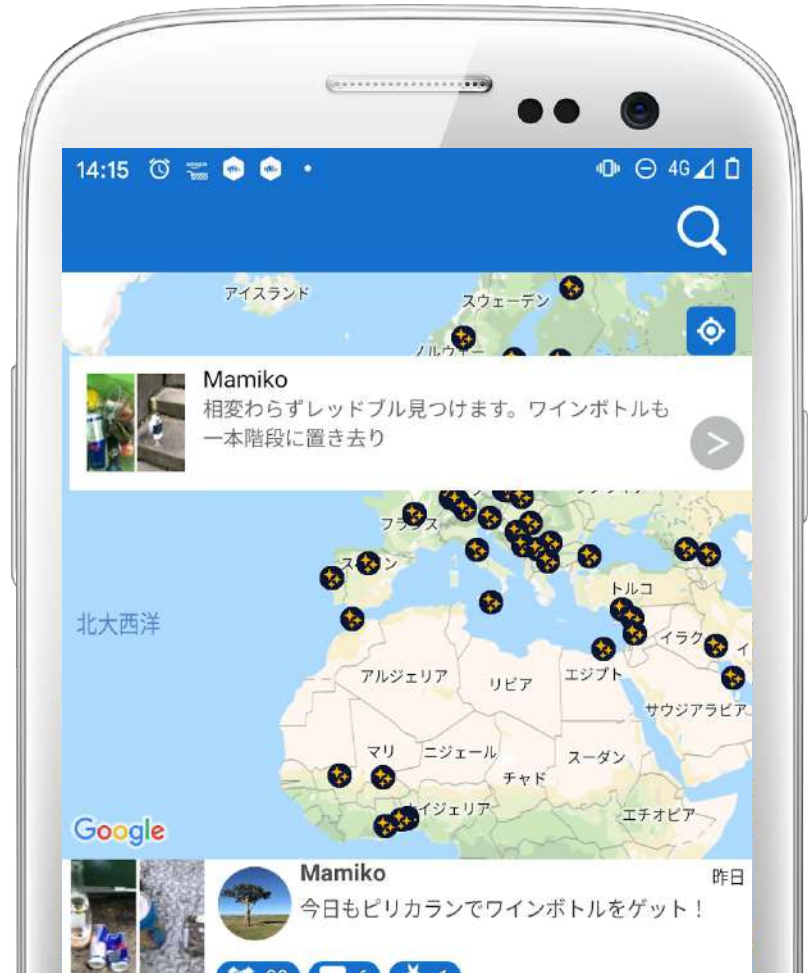 14:15
4G
アイスランド
スウェーデン
ノルウェー
Mamiko
相変わらずレッドブル見つけます。ワインボトルも
一本階段に置き去り
フランス
トルコ
北大西洋
イラク
アルジェリア
リビア
エジプト
サウジアラビア
マリ
ニジェール
スーダン
チャド
エチオピア
Google
Mamiko
昨日
今日もピリカランでワインボトルをゲット！